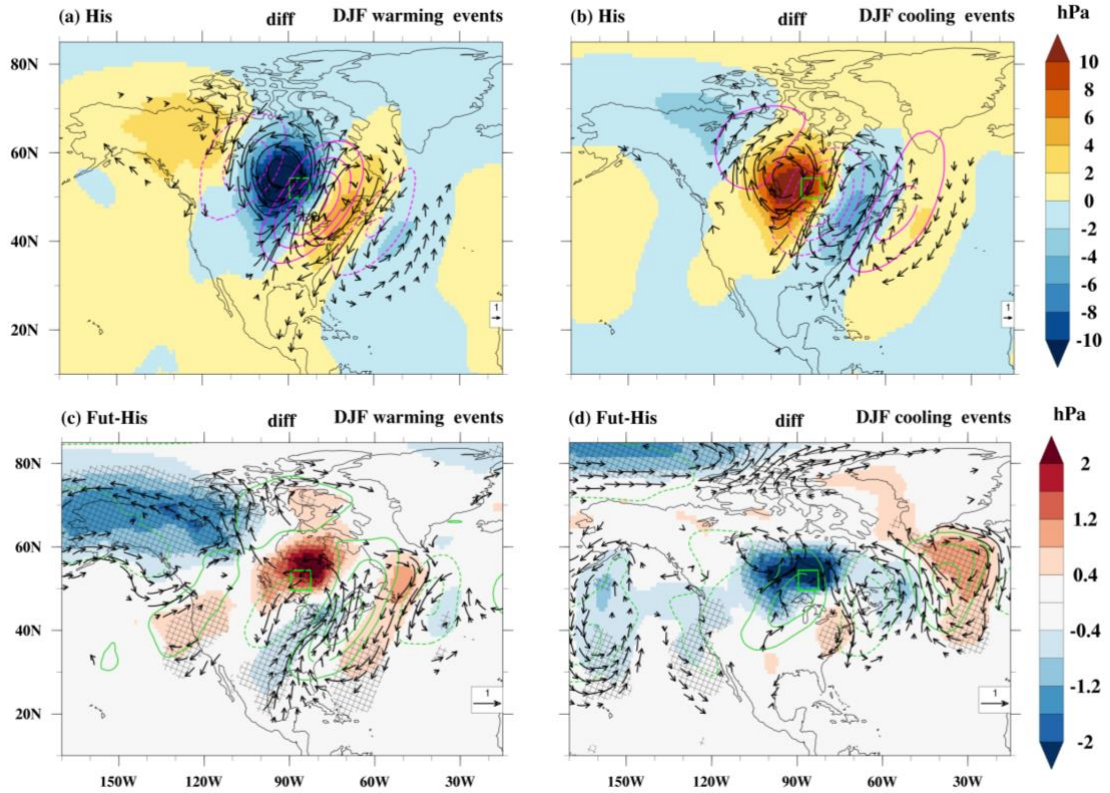 (a) His diff DJF warming events
(b) His diff DJF cooling events
hPa
80N
60N
40N
20N
1
1
10
8
6
4
2
0
-2
-4
-6
-8
-10
(c) Fut-His diff DJF warming events
(d) Fut-His diff DJF cooling events
hPa
80N
60N
40N
20N
1
1
2
1.2
0.4
-0.4
-1.2
-2
150W 120W 90W 60W 30W
150W 120W 90W 60W 30W